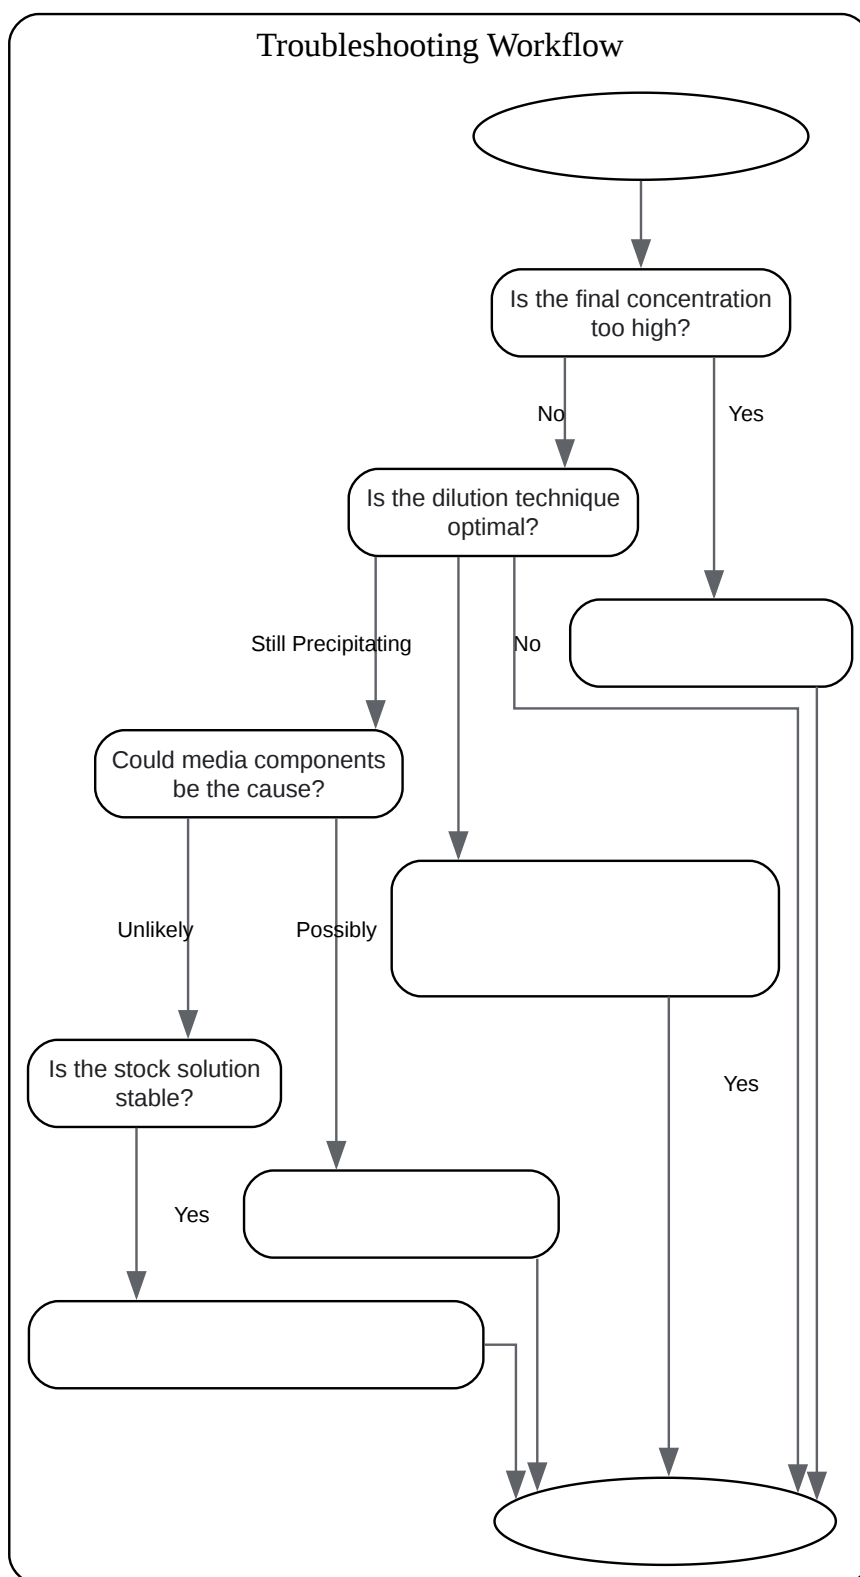 Troubleshooting Workflow
Is the final concentration
too high?
No
Yes
Is the dilution technique
optimal?
Still Precipitating
No
Could media components
be the cause?
Unlikely
Possibly
Is the stock solution
stable?
Yes
Yes